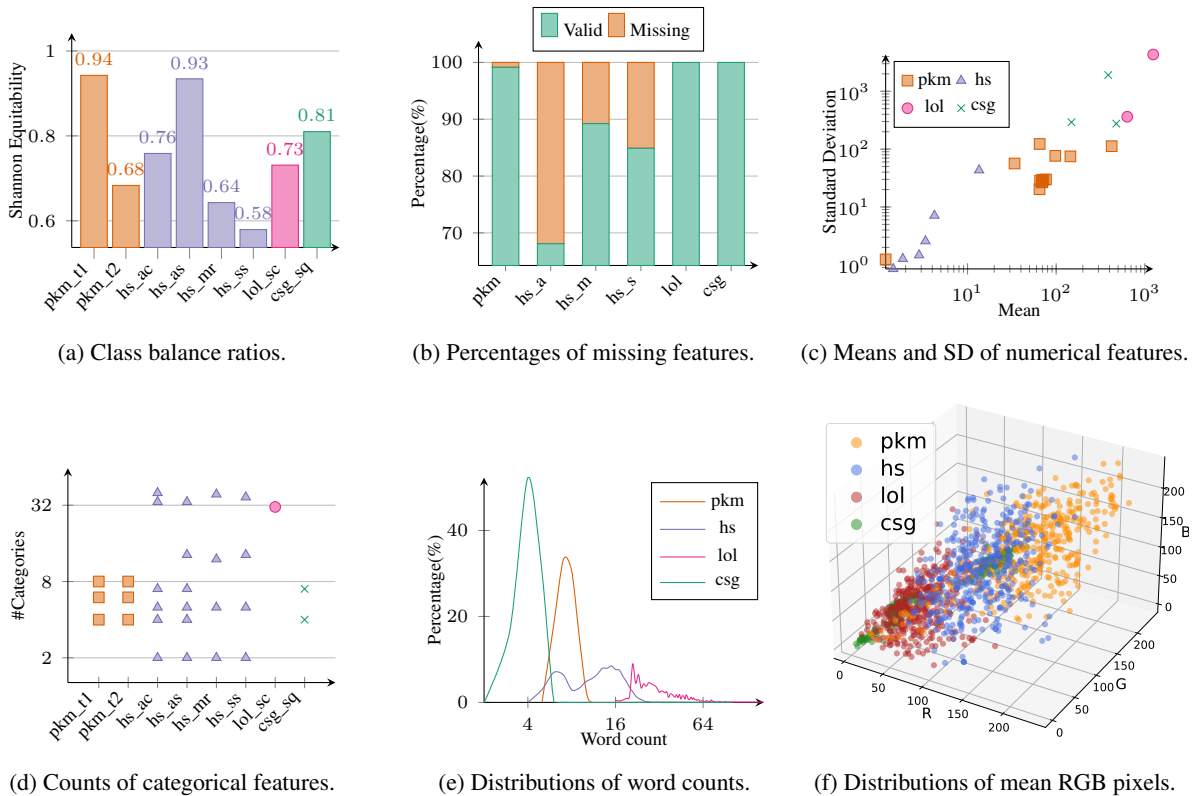 Shannon Equitability
1
0.8
0.6
0.94
0.68
0.76
0.93
0.64
0.58
0.73
0.81
pkm_t1
pkm_t2
hs_ac
hs_as
hs_mr
hs_ss
lol_sc
csg_sq
(a) Class balance ratios.
Valid Missing
Percentage(%)
100
90
80
70
pkm
hs_a
hs_m
hs_s
lol
csg
(b) Percentages of missing features.
pkm hs
lol csg
Standard Deviation
10^3
10^2
10^1
10^0
10^1 10^2 10^3
Mean
(c) Means and SD of numerical features.
#Categories
32
8
2
pkm_t1
pkm_t2
hs_ac
hs_as
hs_mr
hs_ss
lol_sc
csg_sq
(d) Counts of categorical features.
pkm
hs
lol
csg
Percentage(%)
40
20
0
4 16 64
Word count
(e) Distributions of word counts.
pkm
hs
lol
csg
0 50 100 150 200
R
0 50 100 150 200
G
0 50 100 150 200
B
(f) Distributions of mean RGB pixels.